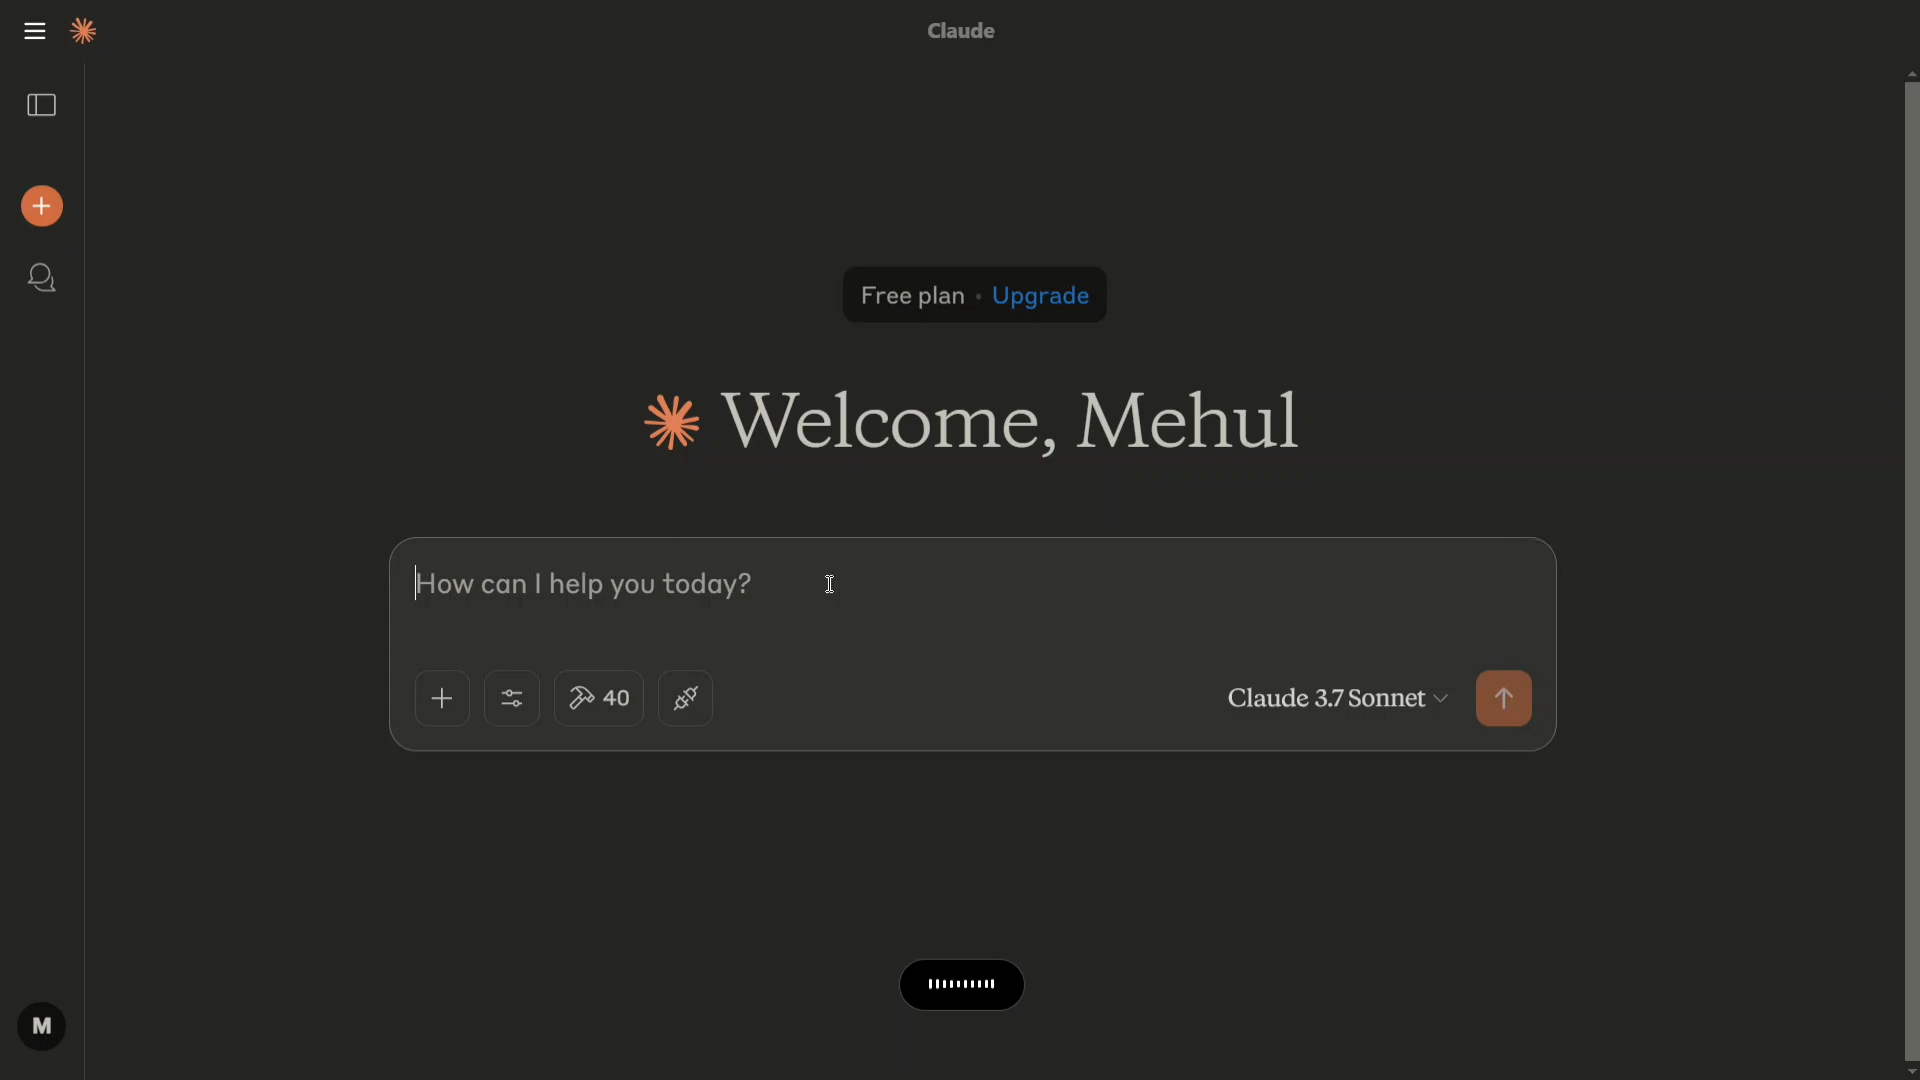 Claude
Free plan • Upgrade
Welcome, Mehul
How can I help you today?
40
Claude 3.7 Sonnet
M